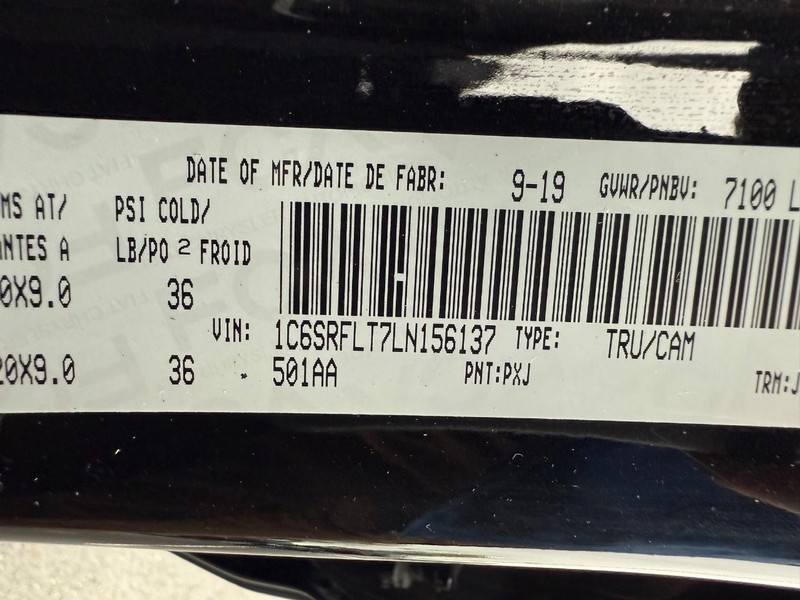 DATE OF MFR/DATE DE FABR: 9-19 GVWR/PNBV: 7100 L
MS AT/ PSI COLD/
NTES A LB/PO 2 FROID
0X9.0 36
VIN: 1C6SRFLT7LN156137 TYPE: TRU/CAM
20X9.0 36 501AA PNT:PXJ TRM:J